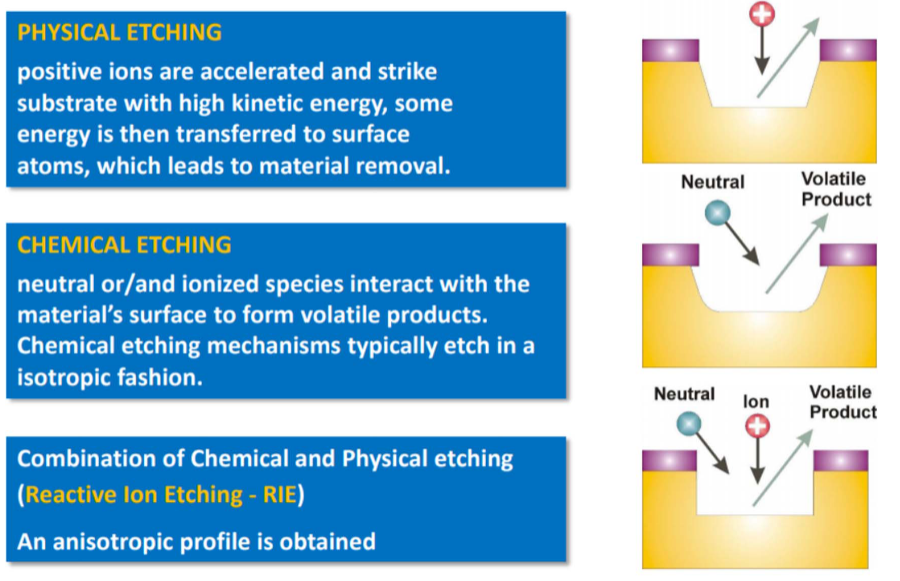 PHYSICAL ETCHING
positive ions are accelerated and strike
substrate with high kinetic energy, some
energy is then transferred to surface
atoms, which leads to material removal.
+
Neutral
Volatile
Product
CHEMICAL ETCHING
neutral or/and ionized species interact with the
material's surface to form volatile products.
Chemical etching mechanisms typically etch in a
isotropic fashion.
Neutral
Ion
Volatile
Product
+
Combination of Chemical and Physical etching
(Reactive Ion Etching - RIE)
An anisotropic profile is obtained